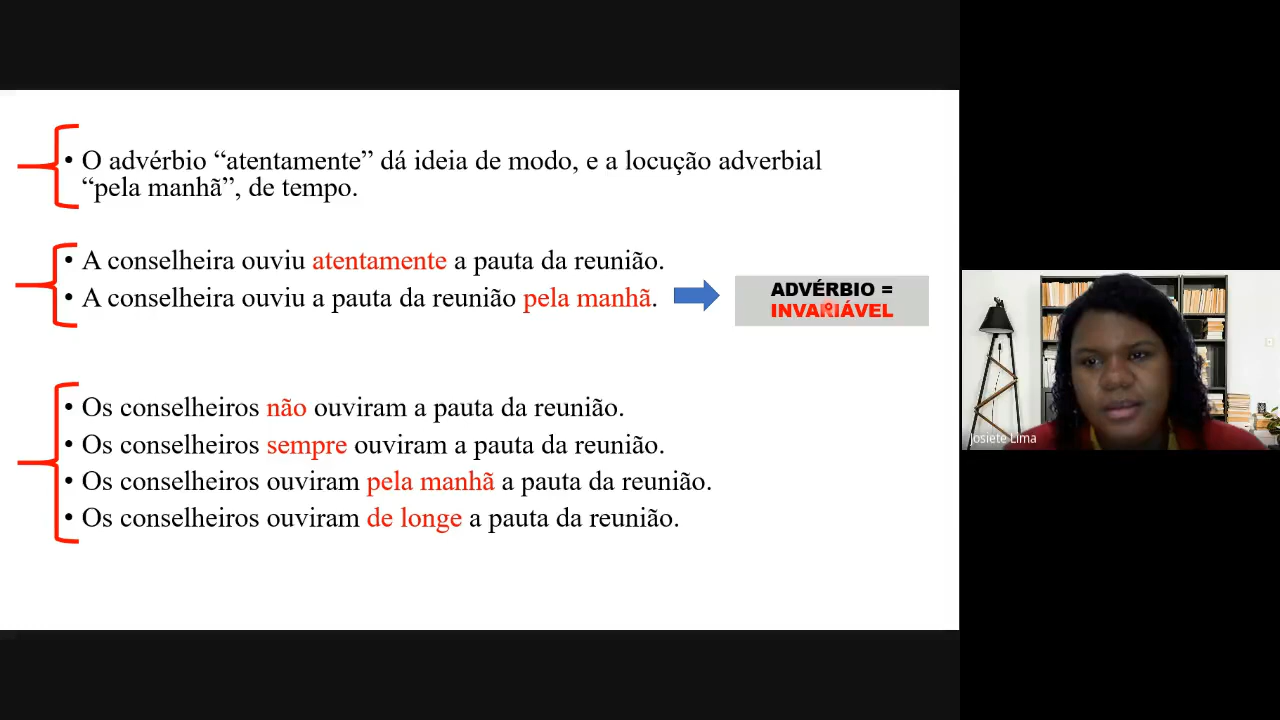 • O advérbio “atentamente” dá ideia de modo, e a locução adverbial
“pela manhã”, de tempo.
• A conselheira ouviu atentamente a pauta da reunião.
• A conselheira ouviu a pauta da reunião pela manhã.
ADVÉRBIO =
INVARIÁVEL
• Os conselheiros não ouviram a pauta da reunião.
• Os conselheiros sempre ouviram a pauta da reunião.
• Os conselheiros ouviram pela manhã a pauta da reunião.
• Os conselheiros ouviram de longe a pauta da reunião.
Josiete Lima